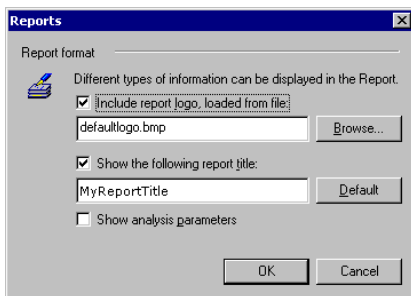 Reports
Report format
Different types of information can be displayed in the Report.
Include report logo, loaded from file:
defaultlogo.bmp
Browse...
Show the following report title:
MyReportTitle
Default
Show analysis parameters
OK
Cancel